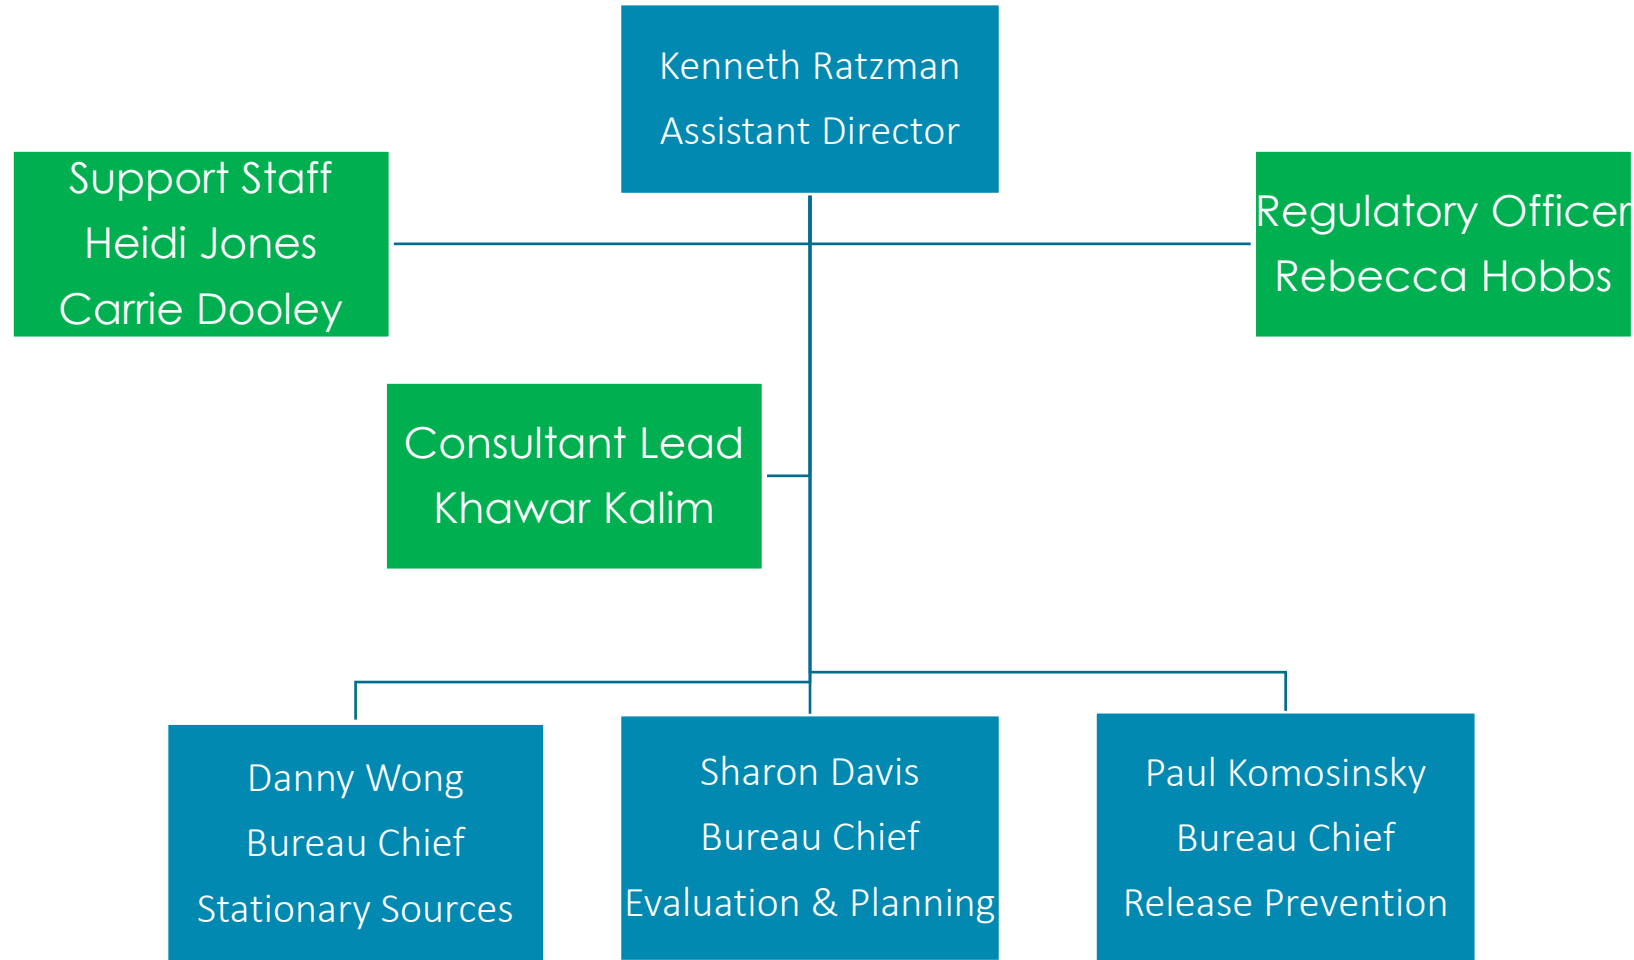 Kenneth Ratzman
Assistant Director
Support Staff
Heidi Jones
Carrie Dooley
Regulatory Officer
Rebecca Hobbs
Consultant Lead
Khawar Kalim
Danny Wong
Bureau Chief
Stationary Sources
Sharon Davis
Bureau Chief
Evaluation & Planning
Paul Komosinsky
Bureau Chief
Release Prevention